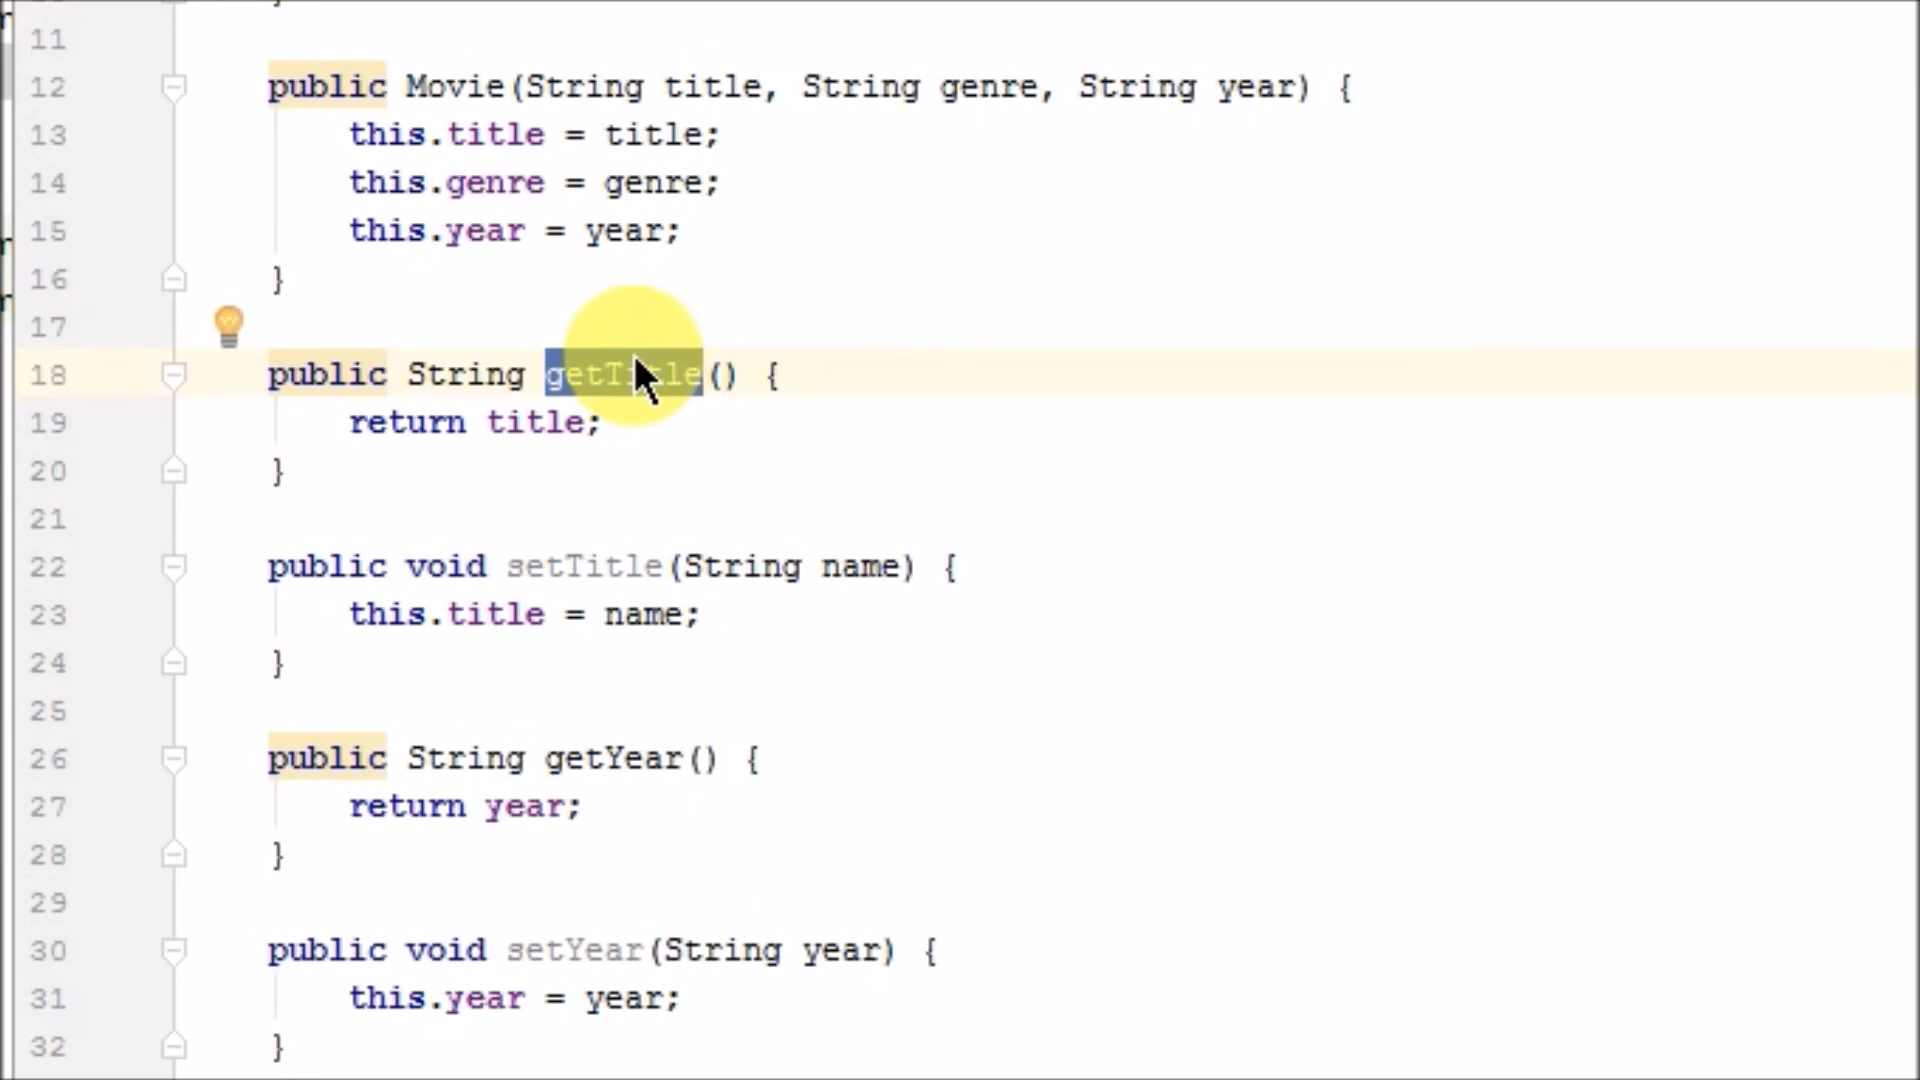 11
12 public Movie(String title, String genre, String year) {
13 this.title = title;
14 this.genre = genre;
15 this.year = year;
16 }
17
18 public String getTitle() {
19 return title;
20 }
21
22 public void setTitle(String name) {
23 this.title = name;
24 }
25
26 public String getYear() {
27 return year;
28 }
29
30 public void setYear(String year) {
31 this.year = year;
32 }